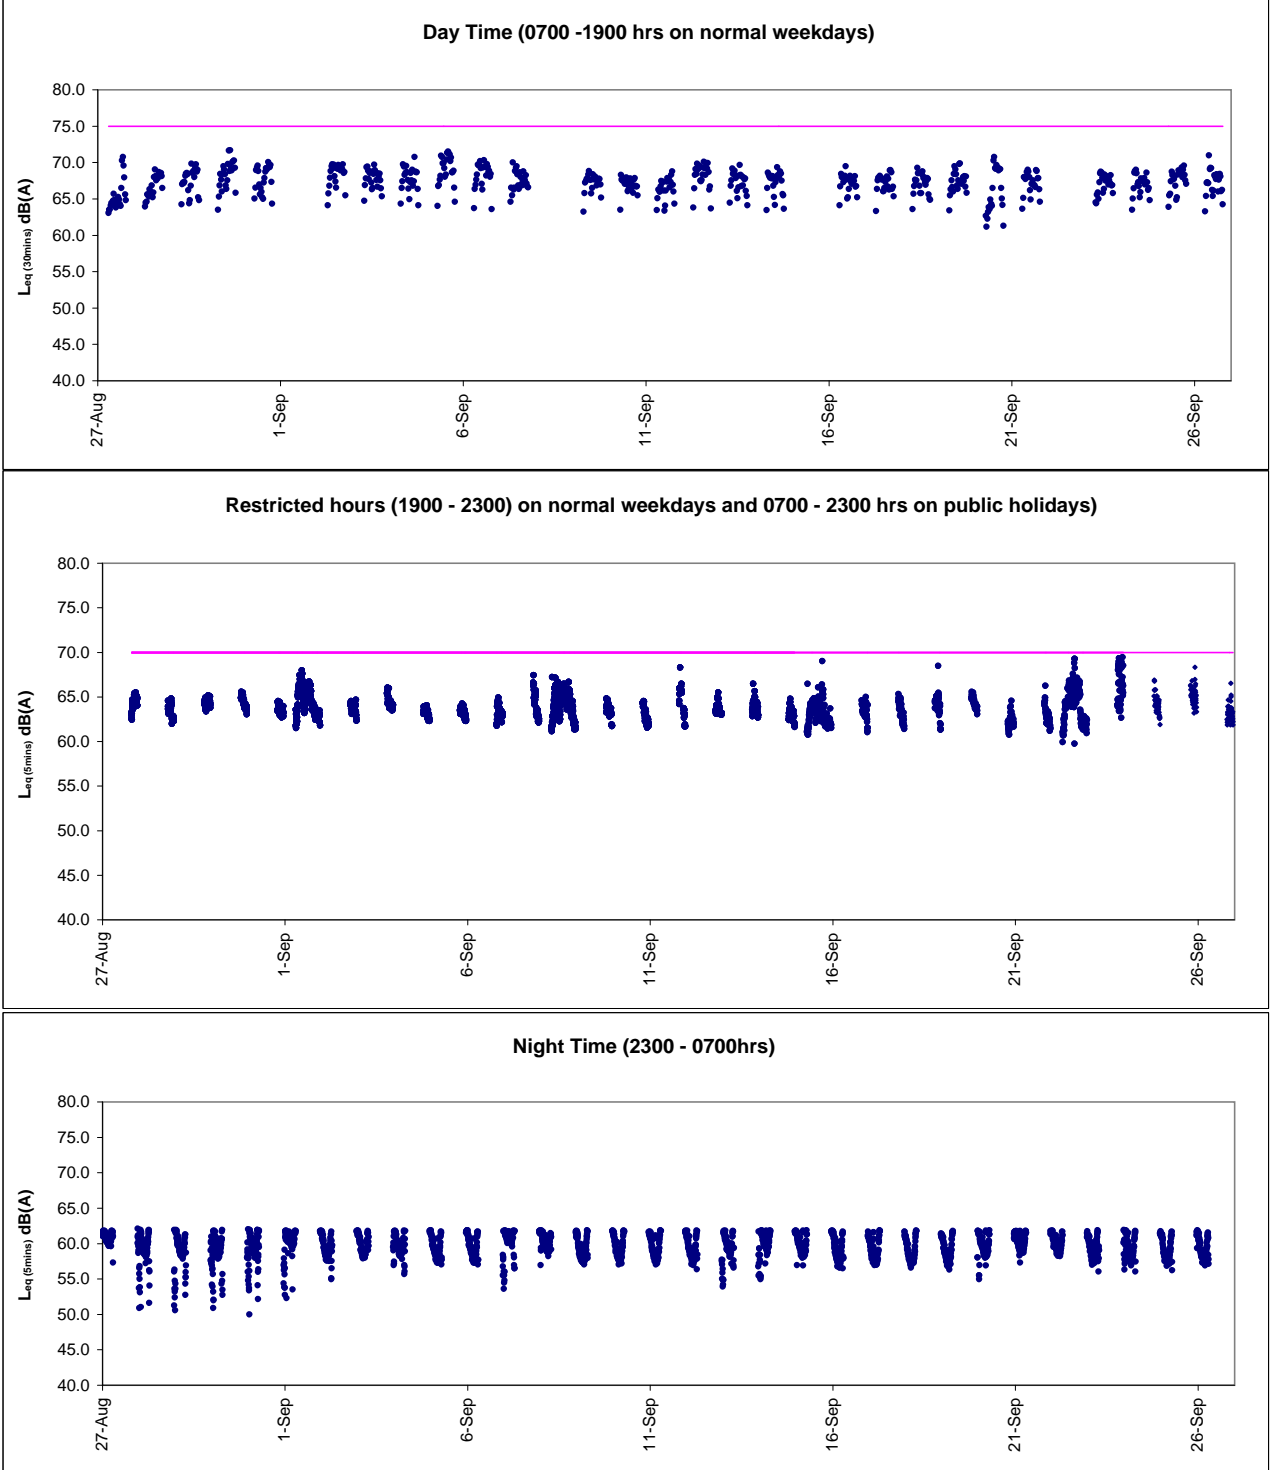 Day Time (0700 -1900 hrs on normal weekdays)
80.0
75.0
70.0
65.0
60.0
55.0
50.0
45.0
40.0
Leq (30mins) dB(A)
27-Aug
1-Sep
6-Sep
11-Sep
16-Sep
21-Sep
26-Sep
Restricted hours (1900 - 2300) on normal weekdays and 0700 - 2300 hrs on public holidays)
80.0
75.0
70.0
65.0
60.0
55.0
50.0
45.0
40.0
Leq (5mins) dB(A)
27-Aug
1-Sep
6-Sep
11-Sep
16-Sep
21-Sep
26-Sep
Night Time (2300 - 0700hrs)
80.0
75.0
70.0
65.0
60.0
55.0
50.0
45.0
40.0
Leq (5mins) dB(A)
27-Aug
1-Sep
6-Sep
11-Sep
16-Sep
21-Sep
26-Sep